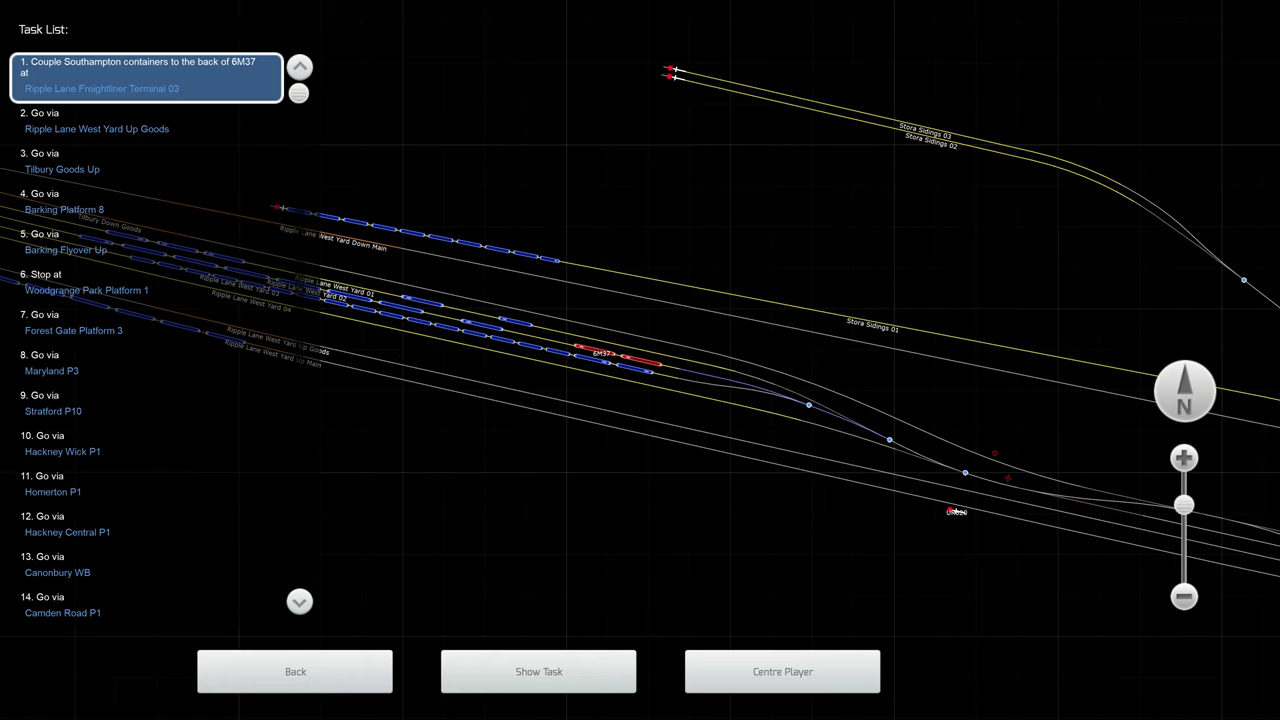 Task List:
1. Couple Southampton containers to the back of 6M37
at
Ripple Lane Freightliner Terminal 03
2. Go via
Ripple Lane West Yard Up Goods
3. Go via
Tilbury Goods Up
4. Go via
Barking Platform 8
5. Go via
Barking Flyover Up
6. Stop at
Woodgrange Park Platform 1
7. Go via
Forest Gate Platform 3
8. Go via
Maryland P3
9. Go via
Stratford P10
10. Go via
Hackney Wick P1
11. Go via
Homerton P1
12. Go via
Hackney Central P1
13. Go via
Canonbury WB
14. Go via
Camden Road P1
Stora Sidings 03
Stora Sidings 02
Tilbury Down Goods
Ripple Lane West Yard Down Main
Ripple Lane West Yard 01
Ripple Lane West Yard 02
Ripple Lane West Yard 03
Ripple Lane West Yard 04
Stora Sidings 01
Ripple Lane West Yard Up Goods
Ripple Lane West Yard Up Main
6M37
N
Back
Show Task
Centre Player